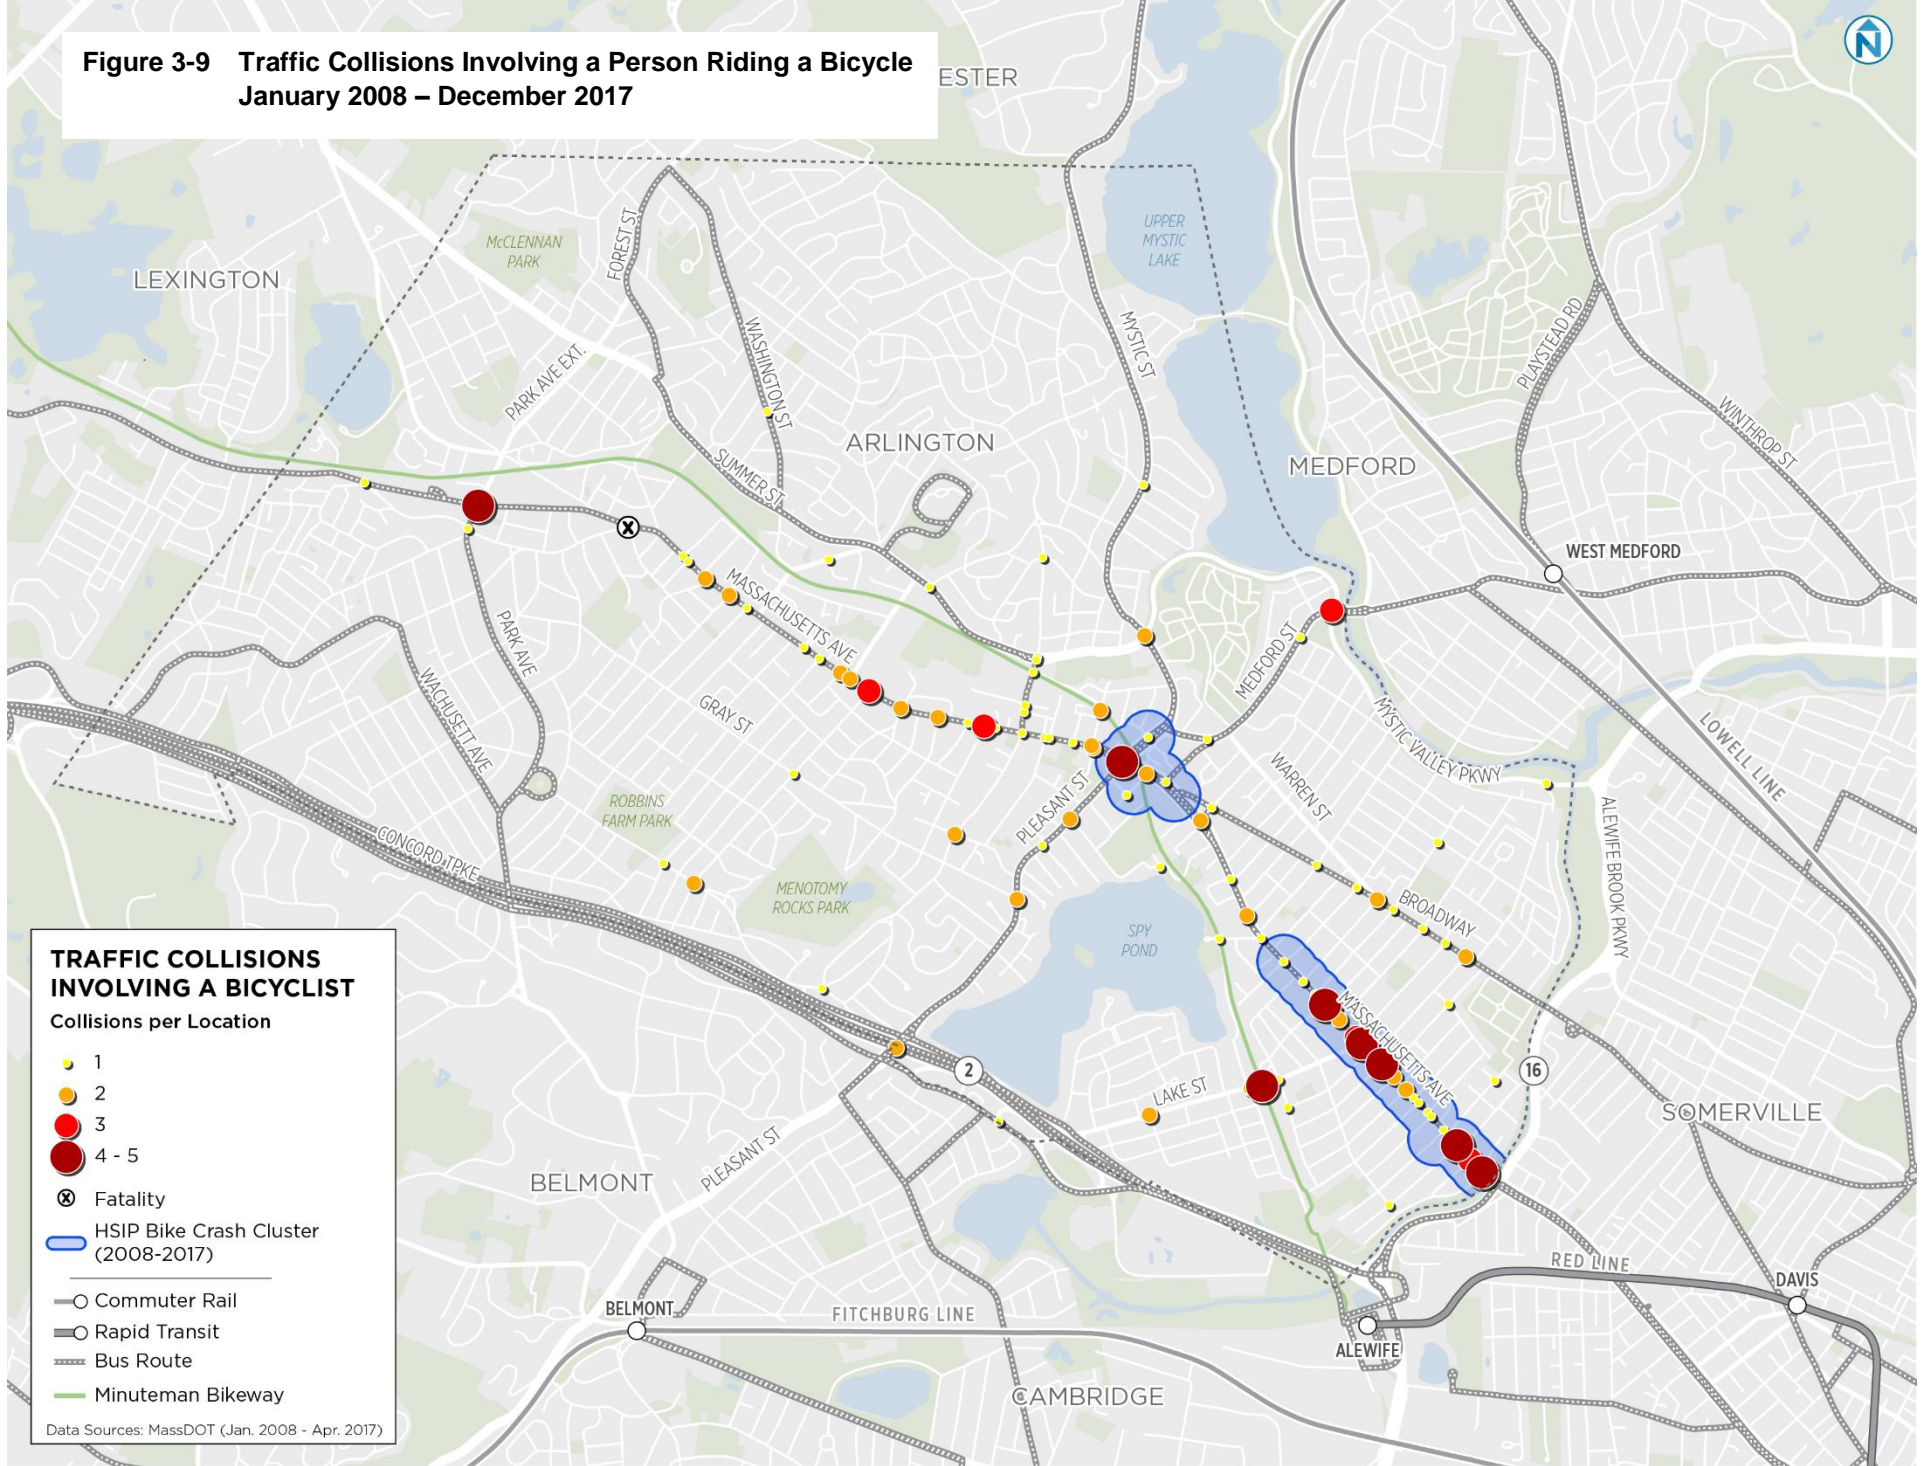 Figure 3-9 Traffic Collisions Involving a Person Riding a Bicycle
January 2008 – December 2017
N
ESTER
UPPER
MYSTIC
LAKE
McCLENNAN
PARK
FOREST ST
LEXINGTON
WASHINGTON ST
MYSTIC ST
PLAYSTEAD RD
PARK AVE EXT.
WINTHROP ST
ARLINGTON
MEDFORD
SUMMER ST
WEST MEDFORD
MASSACHUSETTS AVE
PARK AVE
MEDFORD ST
WACHUSETT AVE
GRAY ST
MYSTIC VALLEY PKWY
LOWELL LINE
WARREN ST
PLEASANT ST
ROBBINS
FARM PARK
CONCORD TPKE
ALEWIFE BROOK PKWY
MENOTOMY
ROCKS PARK
BROADWAY
SPY
POND
MASSACHUSETTS AVE
2
16
LAKE ST
SOMERVILLE
PLEASANT ST
BELMONT
RED LINE
DAVIS
BELMONT
FITCHBURG LINE
ALEWIFE
CAMBRIDGE
TRAFFIC COLLISIONS
INVOLVING A BICYCLIST
Collisions per Location
1
2
3
4 - 5
Fatality
HSIP Bike Crash Cluster
(2008-2017)
Commuter Rail
Rapid Transit
Bus Route
Minuteman Bikeway
Data Sources: MassDOT (Jan. 2008 - Apr. 2017)